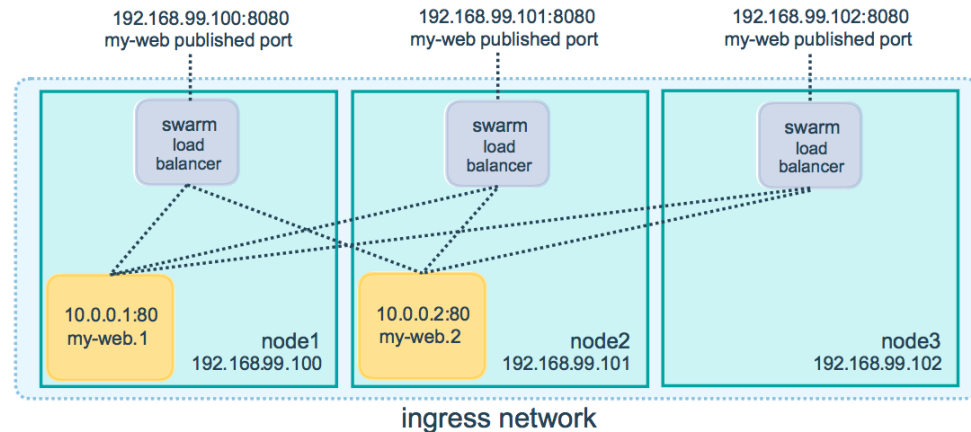 192.168.99.100:8080
my-web published port
192.168.99.101:8080
my-web published port
192.168.99.102:8080
my-web published port
swarm
load
balancer
swarm
load
balancer
swarm
load
balancer
10.0.0.1:80
my-web.1
node1
192.168.99.100
10.0.0.2:80
my-web.2
node2
192.168.99.101
node3
192.168.99.102
ingress network